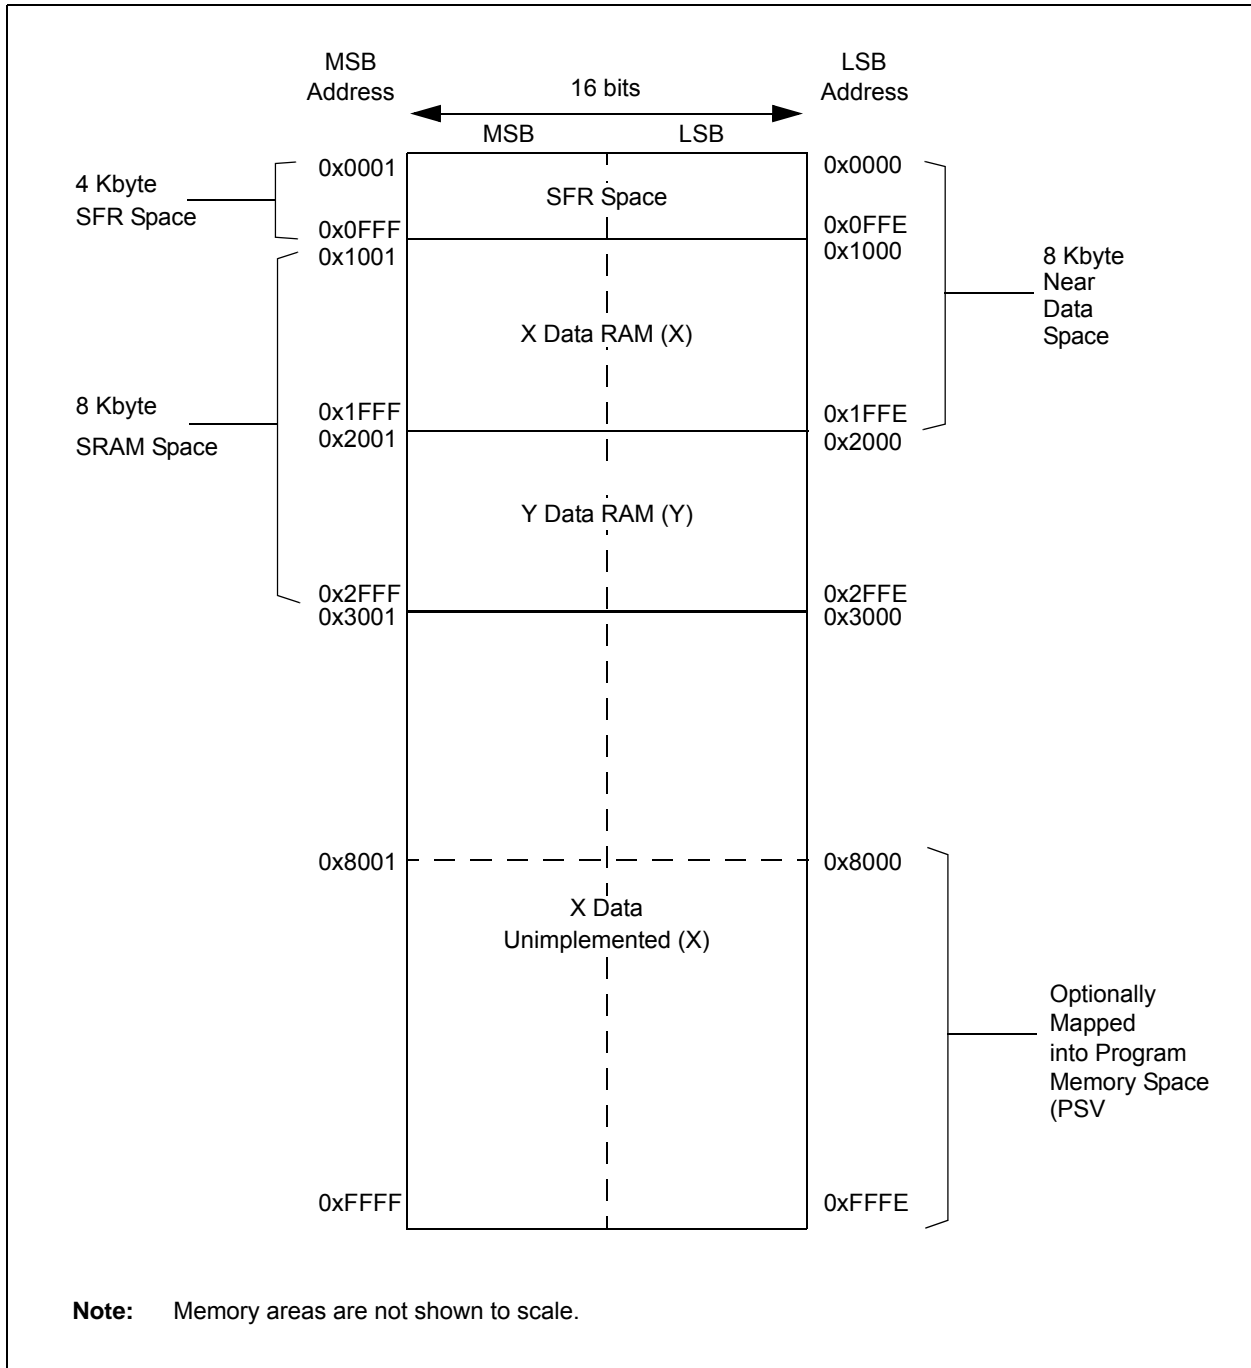 MSB
Address
LSB
Address
16 bits
MSB
LSB
0x0001
0x0000
4 Kbyte
SFR Space
SFR Space
0x0FFF
0x0FFE
0x1001
0x1000
8 Kbyte
Near
Data
Space
X Data RAM (X)
8 Kbyte
SRAM Space
0x1FFF
0x1FFE
0x2001
0x2000
Y Data RAM (Y)
0x2FFF
0x2FFE
0x3001
0x3000
0x8001
0x8000
X Data
Unimplemented (X)
Optionally
Mapped
into Program
Memory Space
(PSV
0xFFFF
0xFFFE
Note: Memory areas are not shown to scale.